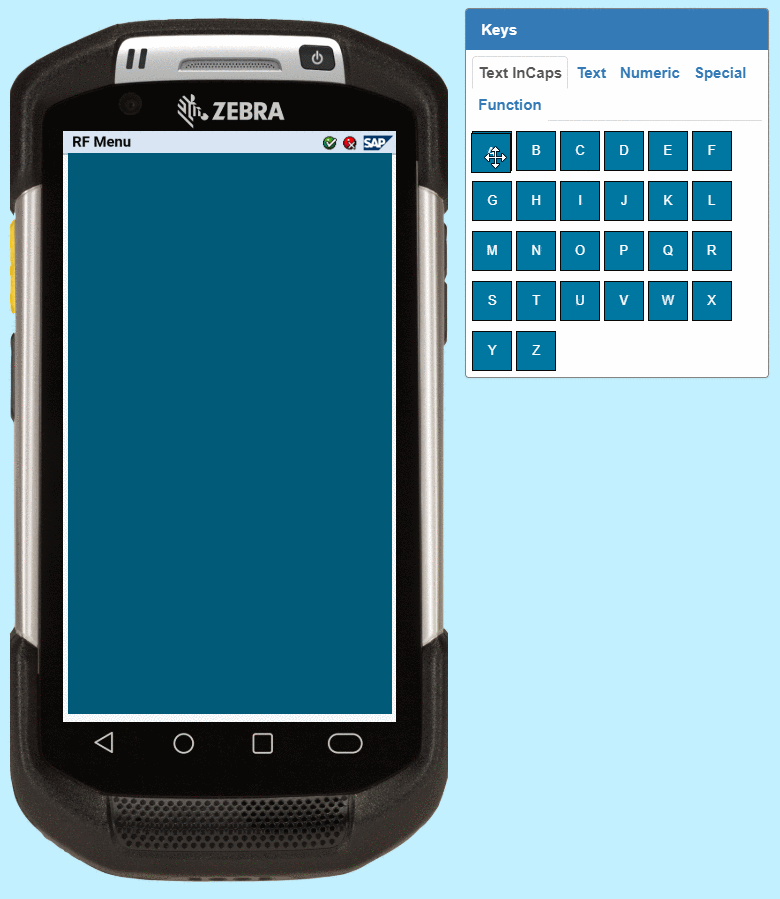 Keys
Text InCaps Text Numeric Special
Function
ZEBRA
RF Menu SAP
B C D E F
G H I J K L
M N O P Q R
S T U V W X
Y Z